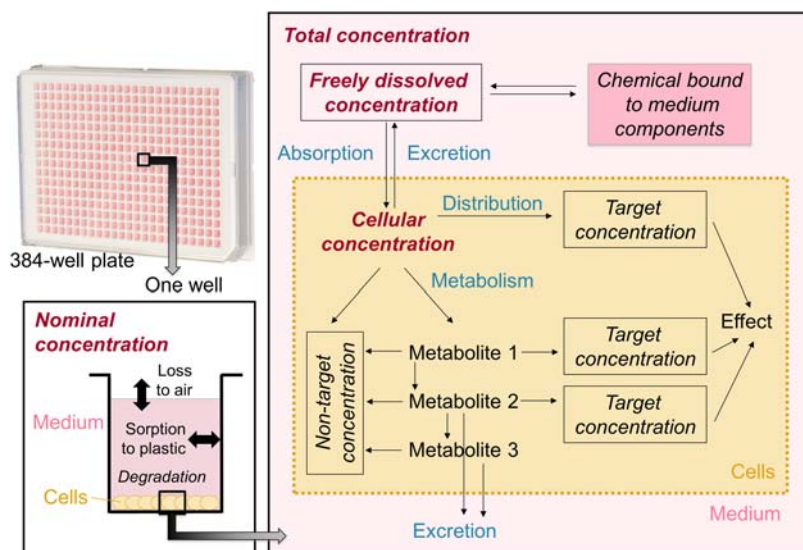 384-well plate
One well
Nominal
concentration
Loss
to air
Medium
Sorption
to plastic
Degradation
Cells
Total concentration
Freely dissolved
concentration
Chemical bound
to medium
components
Absorption
Excretion
Cellular
concentration
Distribution
Target
concentration
Metabolism
Effect
Non-target
concentration
Metabolite 1
Target
concentration
Metabolite 2
Target
concentration
Metabolite 3
Cells
Excretion
Medium